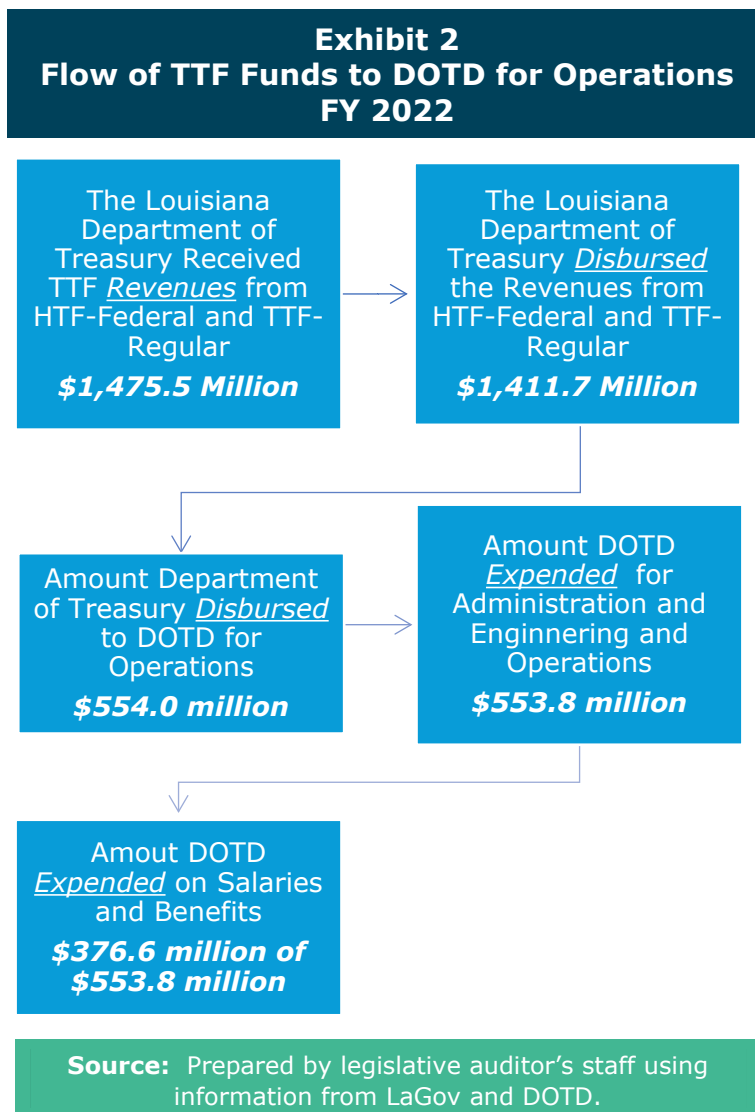 Exhibit 2
Flow of TTF Funds to DOTD for Operations
FY 2022
The Louisiana
Department of
Treasury Received
TTF Revenues from
HTF-Federal and TTF-
Regular
$1,475.5 Million
The Louisiana
Department of
Treasury Disbursed
the Revenues from
HTF-Federal and TTF-
Regular
$1,411.7 Million
Amount Department
of Treasury Disbursed
to DOTD for
Operations
$554.0 million
Amount DOTD
Expended for
Administration and
Enginnering and
Operations
$553.8 million
Amout DOTD
Expended on Salaries
and Benefits
$376.6 million of
$553.8 million
Source: Prepared by legislative auditor’s staff using
information from LaGov and DOTD.